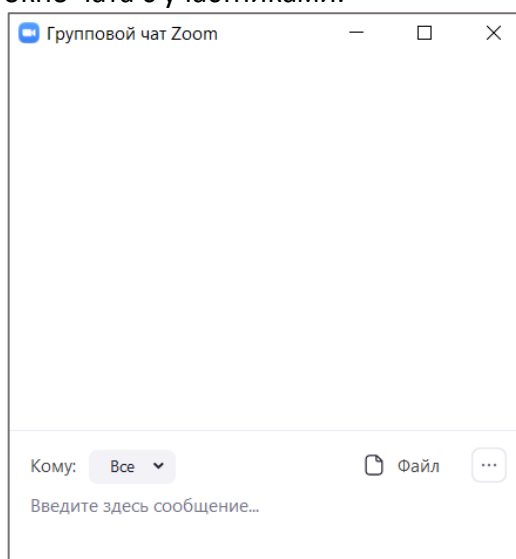 окно чата с участниками.
Групповой чат Zoom
Кому: Все Файл ...
Введите здесь сообщение...